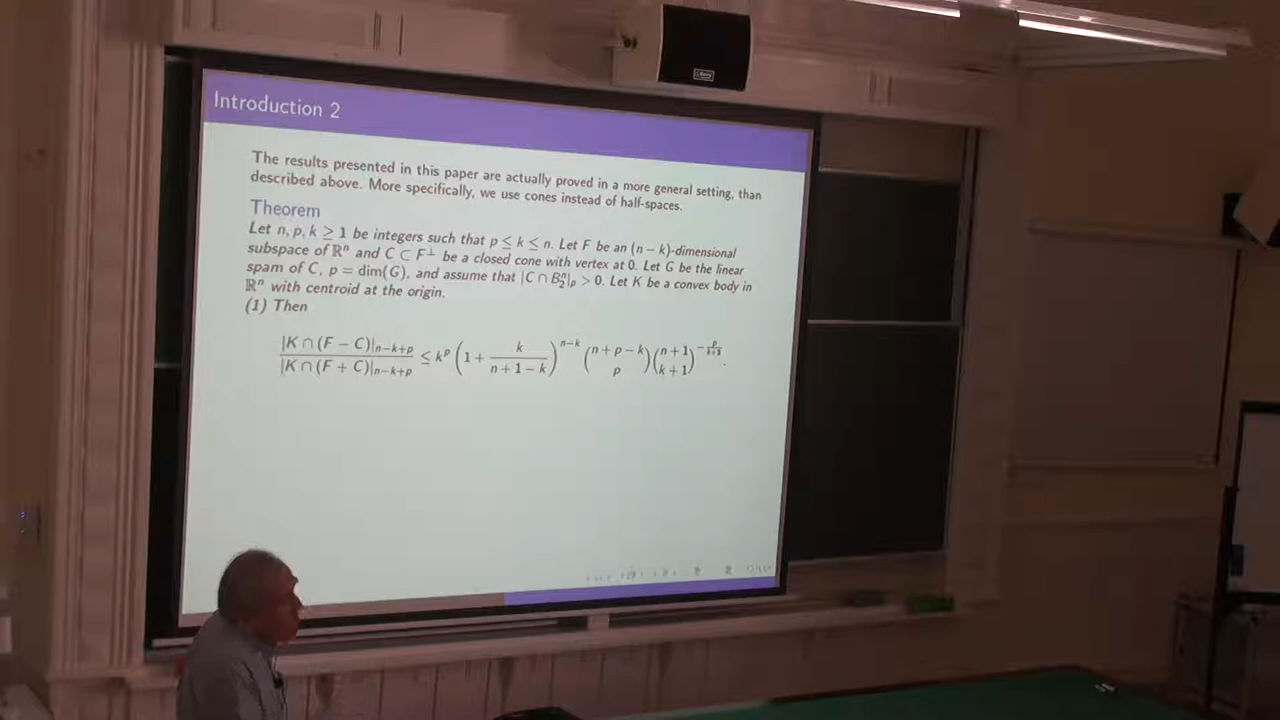 Introduction 2
The results presented in this paper are actually proved in a more general setting, than
described above. More specifically, we use cones instead of half-spaces.
Theorem
Let n, p, k ≥ 1 be integers such that p ≤ k ≤ n. Let F be an (n − k)-dimensional
subspace of ℝⁿ and C ⊂ F^⊥ be a closed cone with vertex at 0. Let G be the linear
spam of C, p = dim(G), and assume that |C ∩ B₂ⁿ|ₚ > 0. Let K be a convex body in
ℝⁿ with centroid at the origin.
(1) Then
|K ∩ (F − C)|_{n−k+p} / |K ∩ (F + C)|_{n−k+p} ≤ k^p (1 + k/(n + 1 − k))^{n−k} \binom{n + p − k}{p} \binom{n + 1}{k + 1}^{−p/(k+1)}.